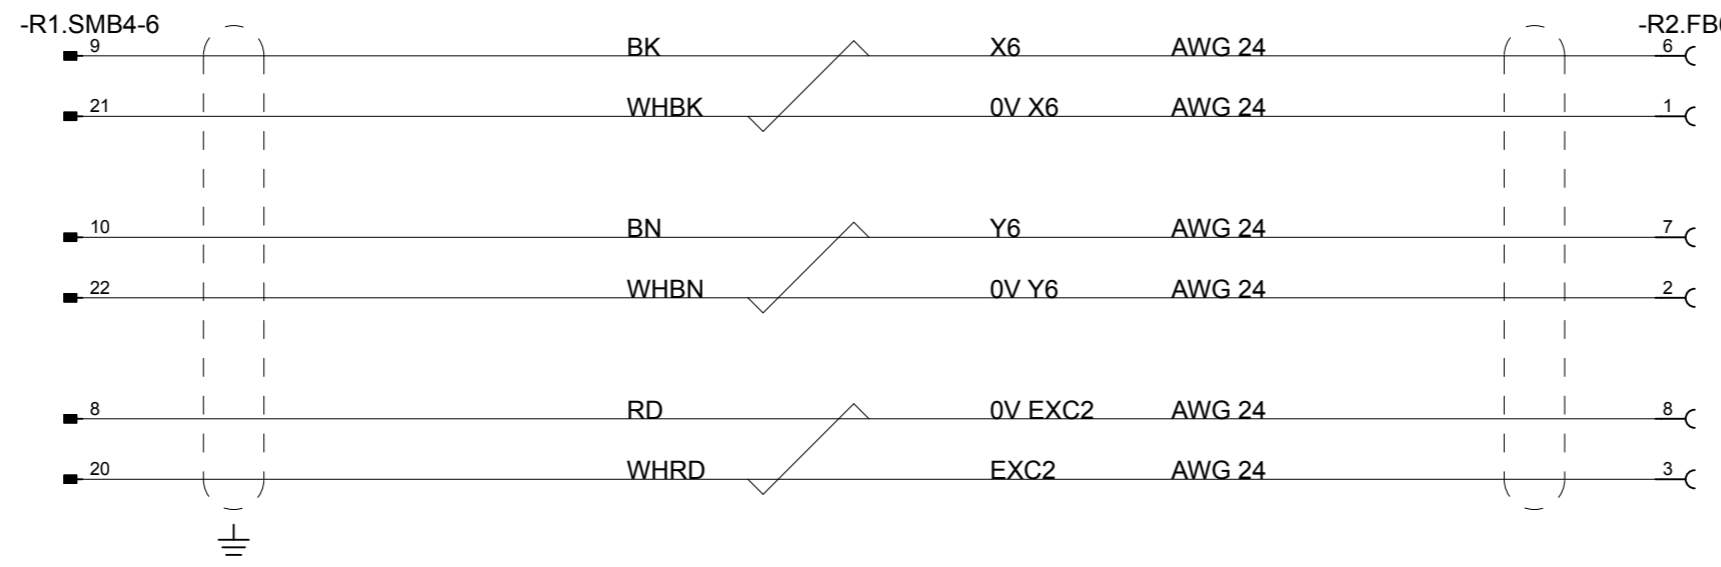 -R1.SMB4-6 -R2.FB
9 BK X6 AWG 24 6
21 WHBK 0V X6 AWG 24 1
10 BN Y6 AWG 24 7
22 WHBN 0V Y6 AWG 24 2
8 RD 0V EXC2 AWG 24 8
20 WHRD EXC2 AWG 24 3